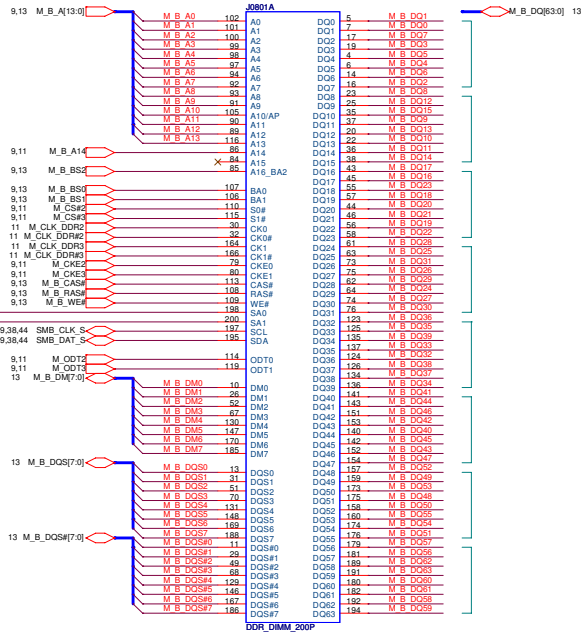 9,13 M_B_A[13:0]
J0801A
M_B_DQ[63:0] 13
M_B_A0 102 A0 DQ0 5 M_B_DQ1
M_B_A1 101 A1 DQ1 7 M_B_DQ0
M_B_A2 100 A2 DQ2 17 M_B_DQ7
M_B_A3 99 A3 DQ3 19 M_B_DQ3
M_B_A4 98 A4 DQ4 4 M_B_DQ5
M_B_A5 97 A5 DQ5 6 M_B_DQ4
M_B_A6 94 A6 DQ6 14 M_B_DQ6
M_B_A7 92 A7 DQ7 16 M_B_DQ2
M_B_A8 93 A8 DQ8 23 M_B_DQ8
M_B_A9 91 A9 DQ9 25 M_B_DQ12
M_B_A10 105 A10/AP DQ10 35 M_B_DQ15
M_B_A11 90 A11 DQ11 37 M_B_DQ9
M_B_A12 89 A12 DQ12 20 M_B_DQ13
M_B_A13 116 A13 DQ13 22 M_B_DQ10
9,11 M_B_A14 86 A14 DQ14 36 M_B_DQ11
84 A15 DQ15 38 M_B_DQ14
9,13 M_B_BS2 85 A16_BA2 DQ16 43 M_B_DQ17
DQ17 45 M_B_DQ16
9,13 M_B_BS0 107 BA0 DQ18 55 M_B_DQ23
9,13 M_B_BS1 106 BA1 DQ19 57 M_B_DQ18
9,11 M_CS#2 110 S0# DQ20 44 M_B_DQ20
9,11 M_CS#3 115 S1# DQ21 46 M_B_DQ21
11 M_CLK_DDR2 30 CK0 DQ22 56 M_B_DQ19
11 M_CLK_DDR#2 32 CK0# DQ23 58 M_B_DQ22
11 M_CLK_DDR3 164 CK1 DQ24 61 M_B_DQ28
11 M_CLK_DDR#3 166 CK1# DQ25 63 M_B_DQ25
9,11 M_CKE2 79 CKE0 DQ26 73 M_B_DQ31
9,11 M_CKE3 80 CKE1 DQ27 75 M_B_DQ26
9,13 M_B_CAS# 113 CAS# DQ28 62 M_B_DQ29
9,13 M_B_RAS# 108 RAS# DQ29 64 M_B_DQ24
9,13 M_B_WE# 109 WE# DQ30 74 M_B_DQ27
198 SA0 DQ31 76 M_B_DQ30
200 SA1 DQ32 123 M_B_DQ36
9,38,44 SMB_CLK_S 197 SCL DQ33 125 M_B_DQ35
9,38,44 SMB_DAT_S 195 SDA DQ34 135 M_B_DQ39
DQ35 137 M_B_DQ33
9,11 M_ODT2 114 ODT0 DQ36 124 M_B_DQ32
9,11 M_ODT3 119 ODT1 DQ37 126 M_B_DQ38
13 M_B_DM[7:0] DQ38 134 M_B_DQ37
M_B_DM0 10 DM0 DQ39 136 M_B_DQ34
M_B_DM1 26 DM1 DQ40 141 M_B_DQ41
M_B_DM2 52 DM2 DQ41 143 M_B_DQ44
M_B_DM3 67 DM3 DQ42 151
M_B_DM4 130 DM4 DQ43 153
M_B_DM5 147 DM5 DQ44 140
M_B_DM6 170 DM6 DQ45 142 M_B_DQ45
M_B_DM7 185 DM7 DQ46 152 M_B_DQ43
DQ47 154 M_B_DQ47
13 M_B_DQS[7:0]
M_B_DQS0 13 DQS0 DQ48 157 M_B_DQ52
M_B_DQS1 31 DQS1 DQ49 159 M_B_DQ49
M_B_DQS2 51 DQS2 DQ50 173 M_B_DQ53
M_B_DQS3 70 DQS3 DQ51 175 M_B_DQ48
M_B_DQS4 131 DQS4 DQ52 158 M_B_DQ50
M_B_DQS5 148 DQS5 DQ53 160 M_B_DQ55
M_B_DQS6 169 DQS6 DQ54 174 M_B_DQ54
M_B_DQS7 188 DQS7 DQ55 176 M_B_DQ51
13 M_B_DQS#[7:0]
M_B_DQS#0 11 DQS#0 DQ56 179 M_B_DQ57
M_B_DQS#1 29 DQS#1 DQ57 181 M_B_DQ56
M_B_DQS#2 49 DQS#2 DQ58 189 M_B_DQ62
M_B_DQS#3 68 DQS#3 DQ59 191 M_B_DQ63
M_B_DQS#4 129 DQS#4 DQ60 180 M_B_DQ60
M_B_DQS#5 146 DQS#5 DQ61 182 M_B_DQ61
M_B_DQS#6 167 DQS#6 DQ62 192 M_B_DQ58
M_B_DQS#7 186 DQS#7 DQ63 194 M_B_DQ59
DDR_DIMM_200P